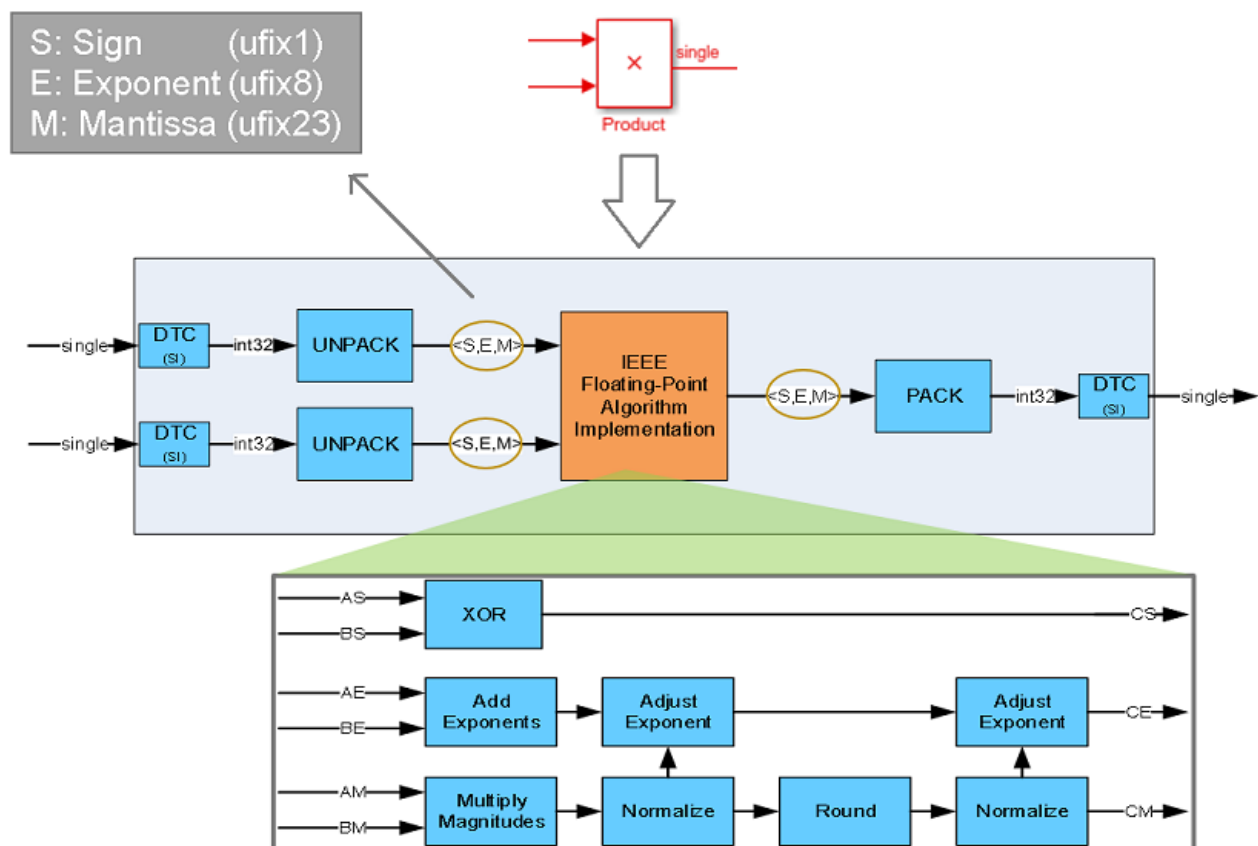 S: Sign (ufix1)
E: Exponent (ufix8)
M: Mantissa (ufix23)
×
single
Product
single
DTC
(SI)
int32
UNPACK
<S,E,M>
IEEE
Floating-Point
Algorithm
Implementation
<S,E,M>
PACK
int32
DTC
(SI)
single
single
DTC
(SI)
int32
UNPACK
<S,E,M>
AS
BS
XOR
CS
AE
BE
Add
Exponents
Adjust
Exponent
Adjust
Exponent
CE
AM
BM
Multiply
Magnitudes
Normalize
Round
Normalize
CM